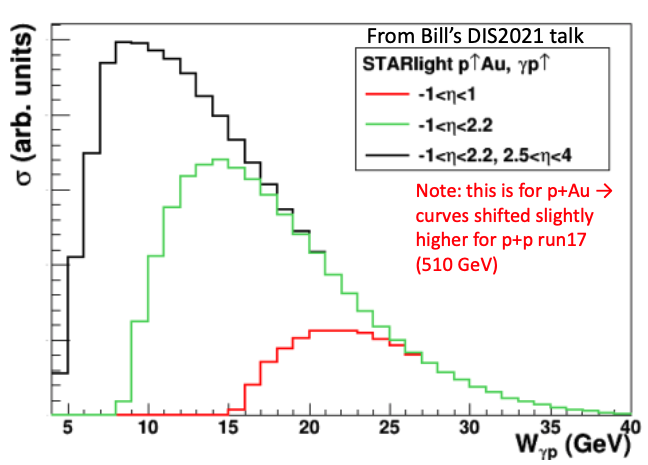 From Bill's DIS2021 talk
STARlight p↑Au, γp↑
-1<η<1
-1<η<2.2
-1<η<2.2, 2.5<η<4
Note: this is for p+Au →
curves shifted slightly
higher for p+p run17
(510 GeV)
σ (arb. units)
5 10 15 20 25 30 35 40
Wγp (GeV)